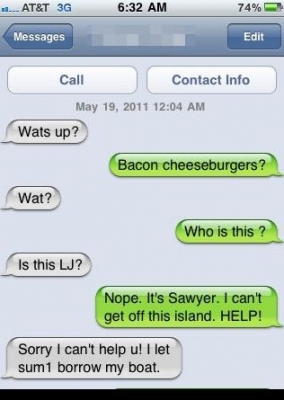 AT&T 3G 6:32 AM 74%
Messages Edit
Call Contact Info
May 19, 2011 12:04 AM
Wats up?
Bacon cheeseburgers?
Wat?
Who is this ?
Is this LJ?
Nope. It's Sawyer. I can't
get off this island. HELP!
Sorry I can't help u! I let
sum1 borrow my boat.